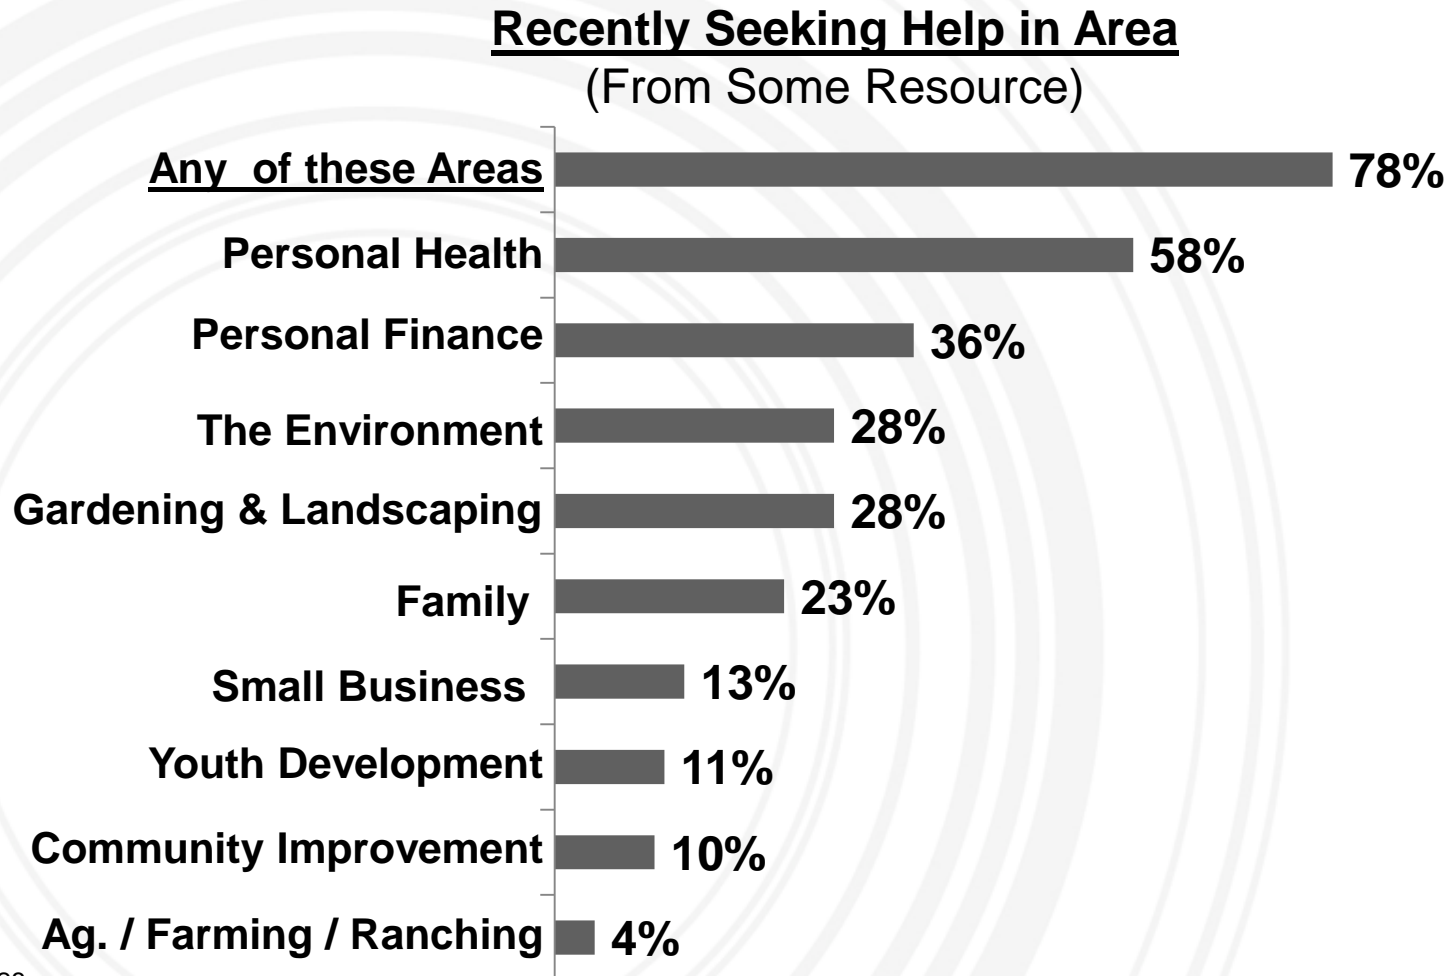 Recently Seeking Help in Area
(From Some Resource)
Any of these Areas 78%
Personal Health 58%
Personal Finance 36%
The Environment 28%
Gardening & Landscaping 28%
Family 23%
Small Business 13%
Youth Development 11%
Community Improvement 10%
Ag. / Farming / Ranching 4%